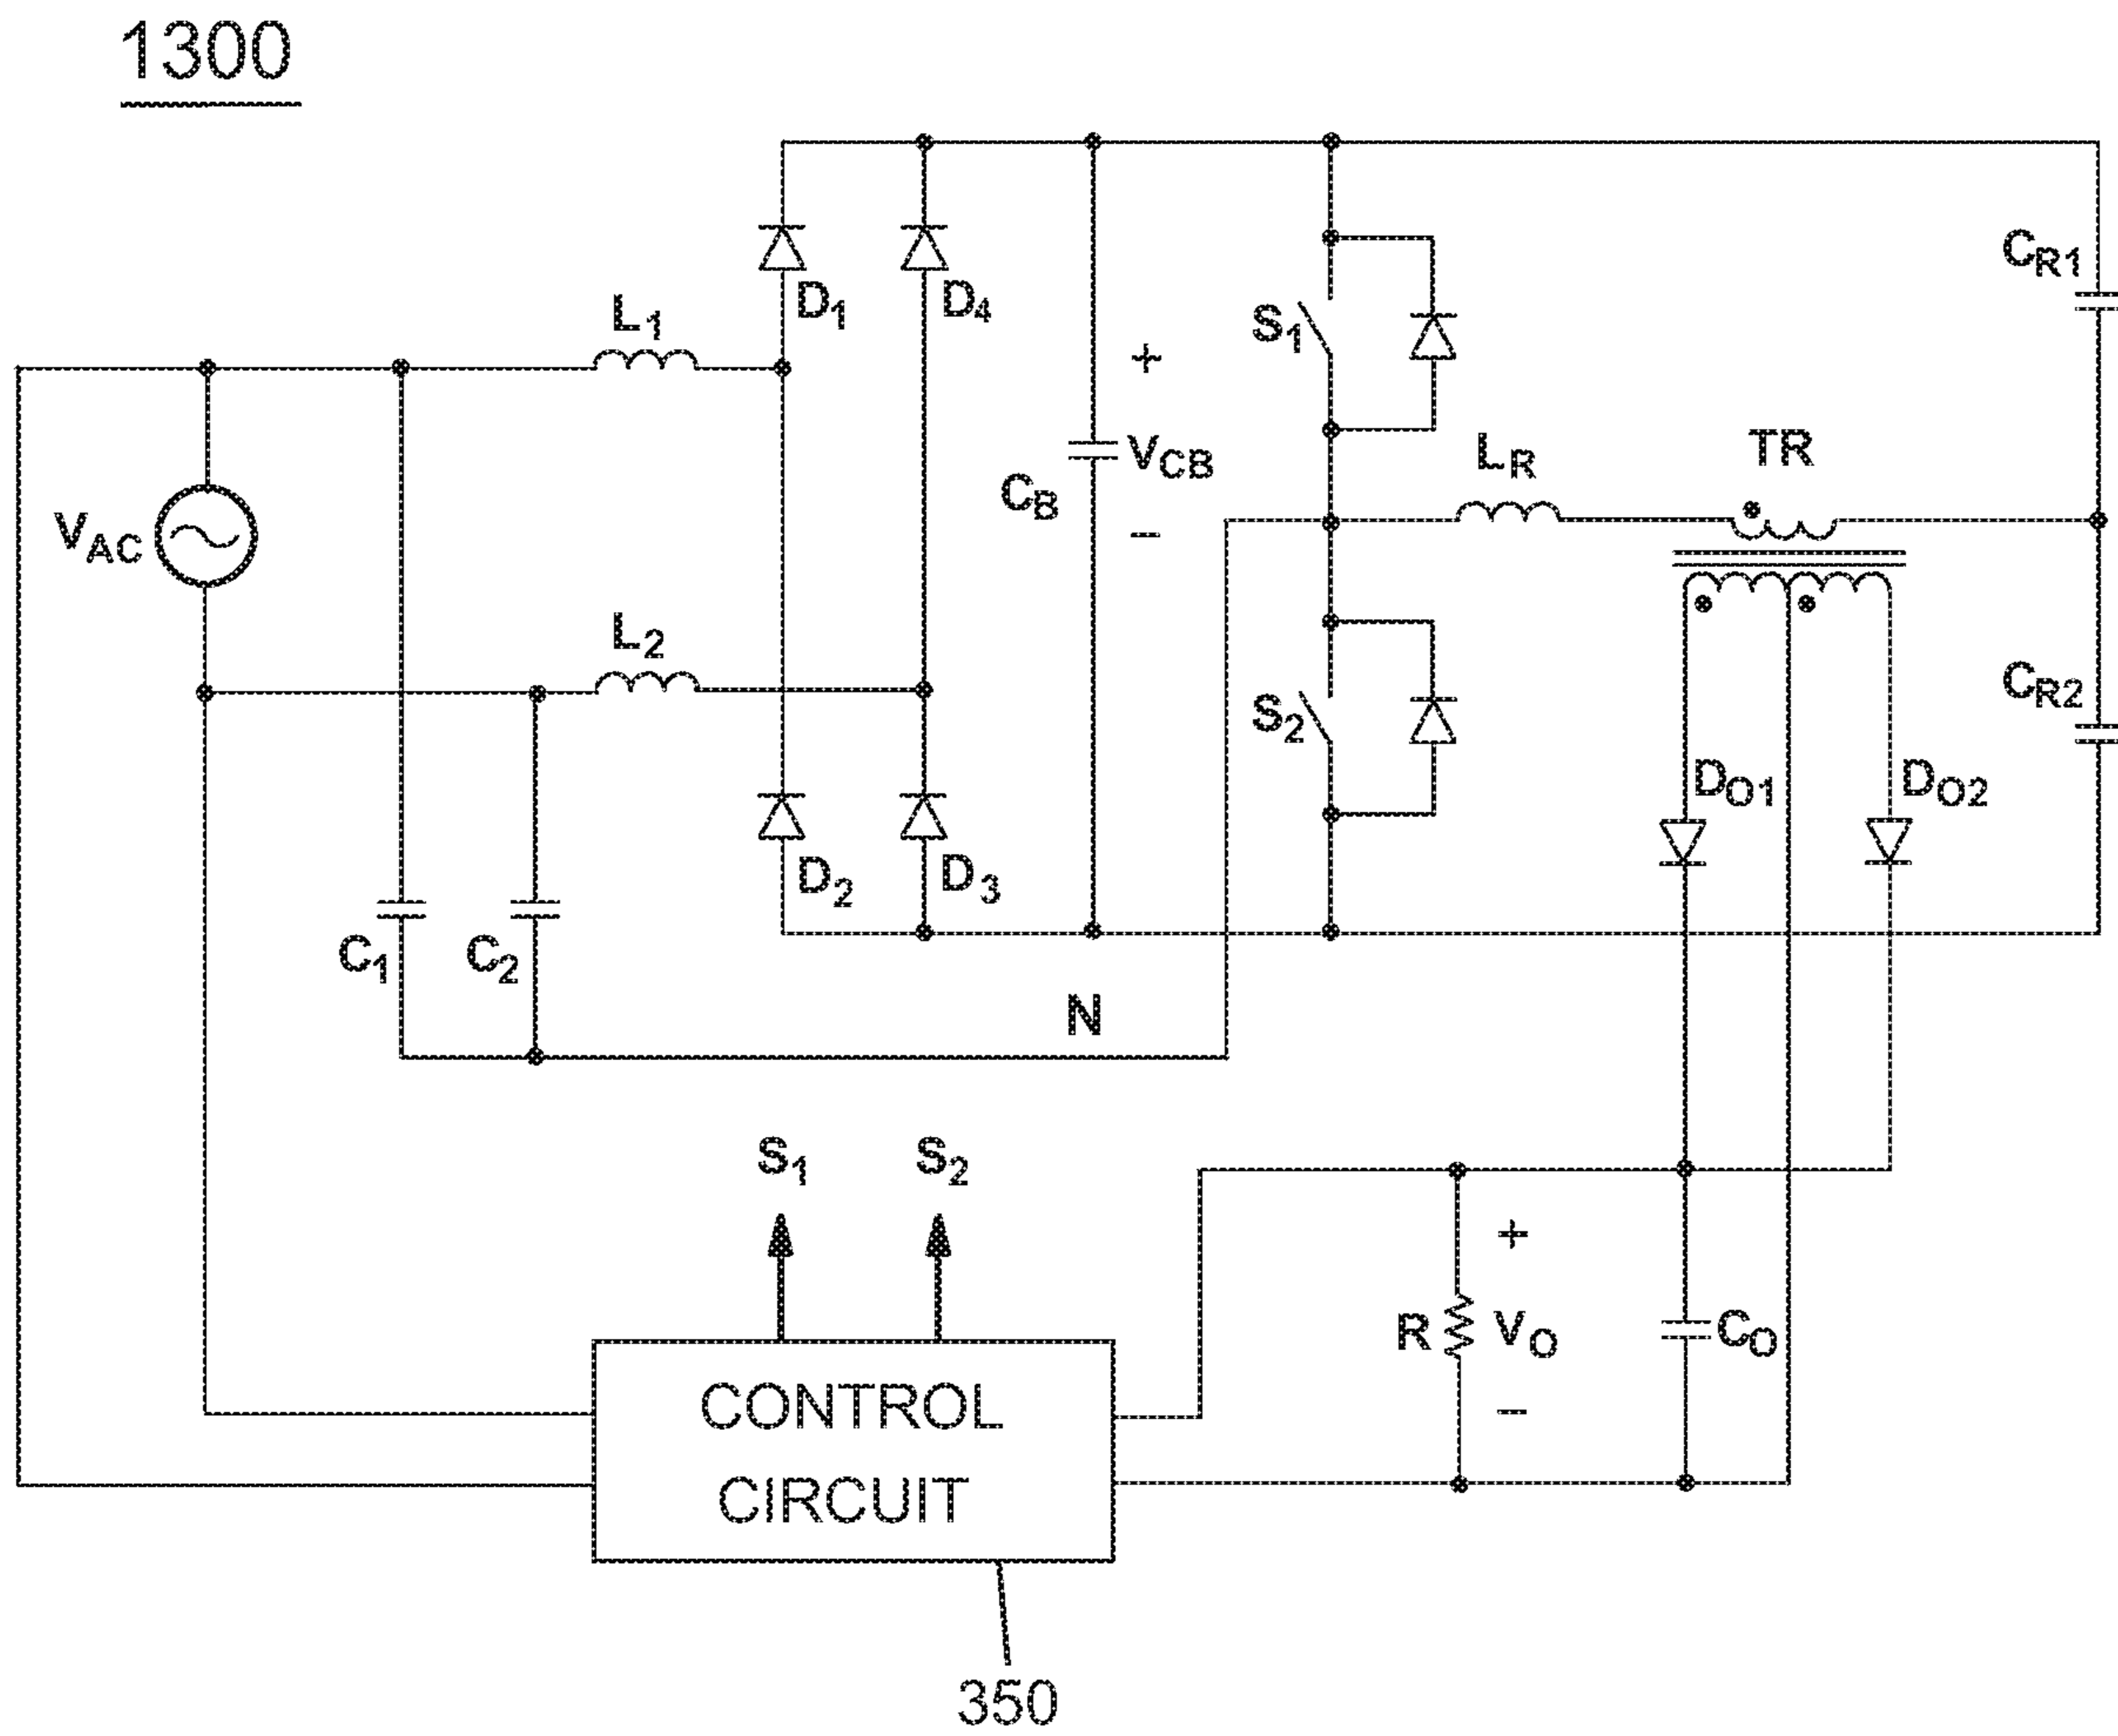 1300
D1
D4
CR1
L1
S1
+
VCB
−
CB
LR
TR
VAC
L2
S2
CR2
DO1
DO2
D2
D3
C1
C2
N
S1
S2
+
R
VO
CO
−
CONTROL
CIRCUIT
350